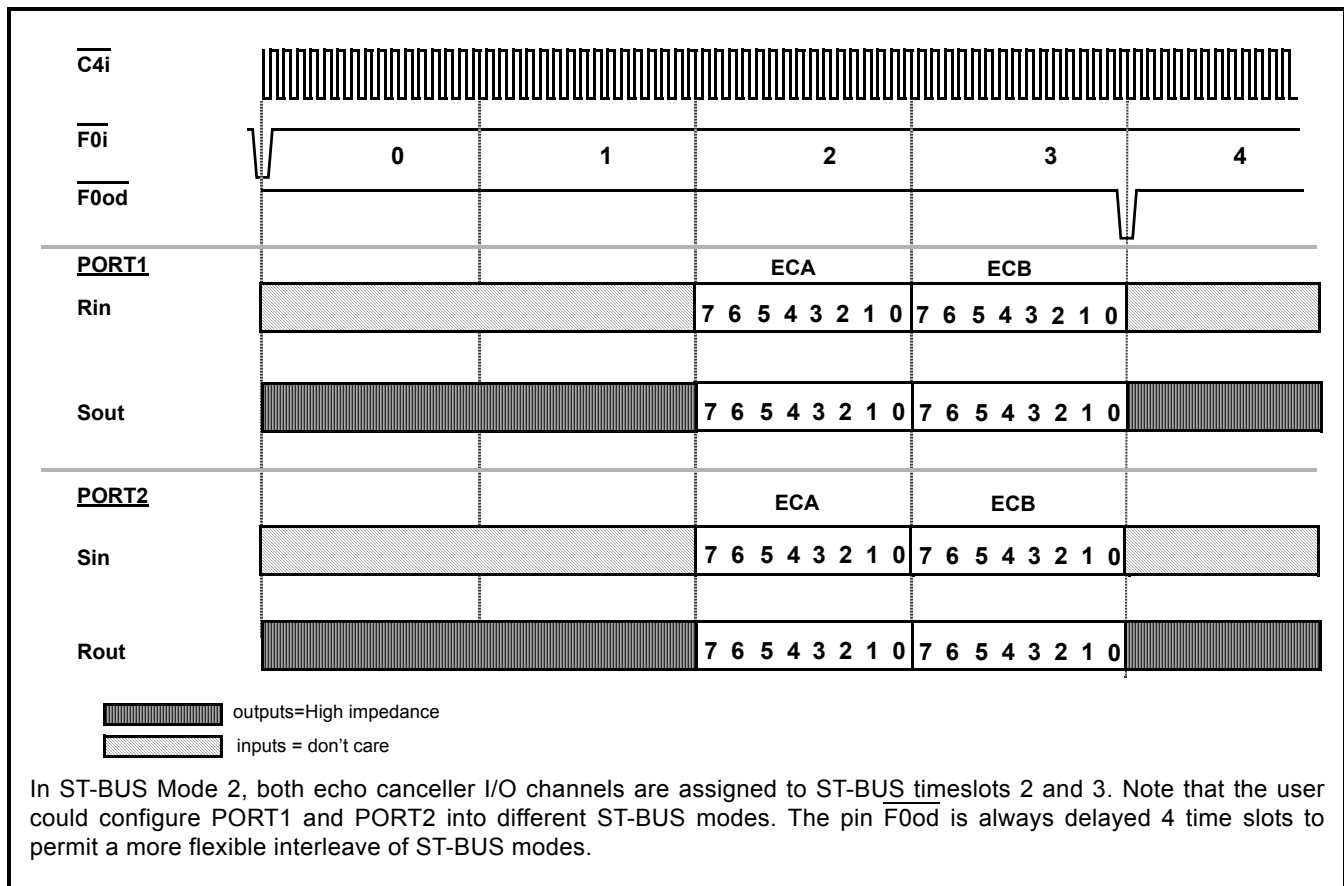 C4i
F0i
0 1 2 3 4
F0od
PORT1
ECA ECB
Rin
7 6 5 4 3 2 1 0 7 6 5 4 3 2 1 0
Sout
7 6 5 4 3 2 1 0 7 6 5 4 3 2 1 0
PORT2
ECA ECB
Sin
7 6 5 4 3 2 1 0 7 6 5 4 3 2 1 0
Rout
7 6 5 4 3 2 1 0 7 6 5 4 3 2 1 0
outputs=High impedance
inputs = don't care
In ST-BUS Mode 2, both echo canceller I/O channels are assigned to ST-BUS timeslots 2 and 3. Note that the user
could configure PORT1 and PORT2 into different ST-BUS modes. The pin F0od is always delayed 4 time slots to
permit a more flexible interleave of ST-BUS modes.